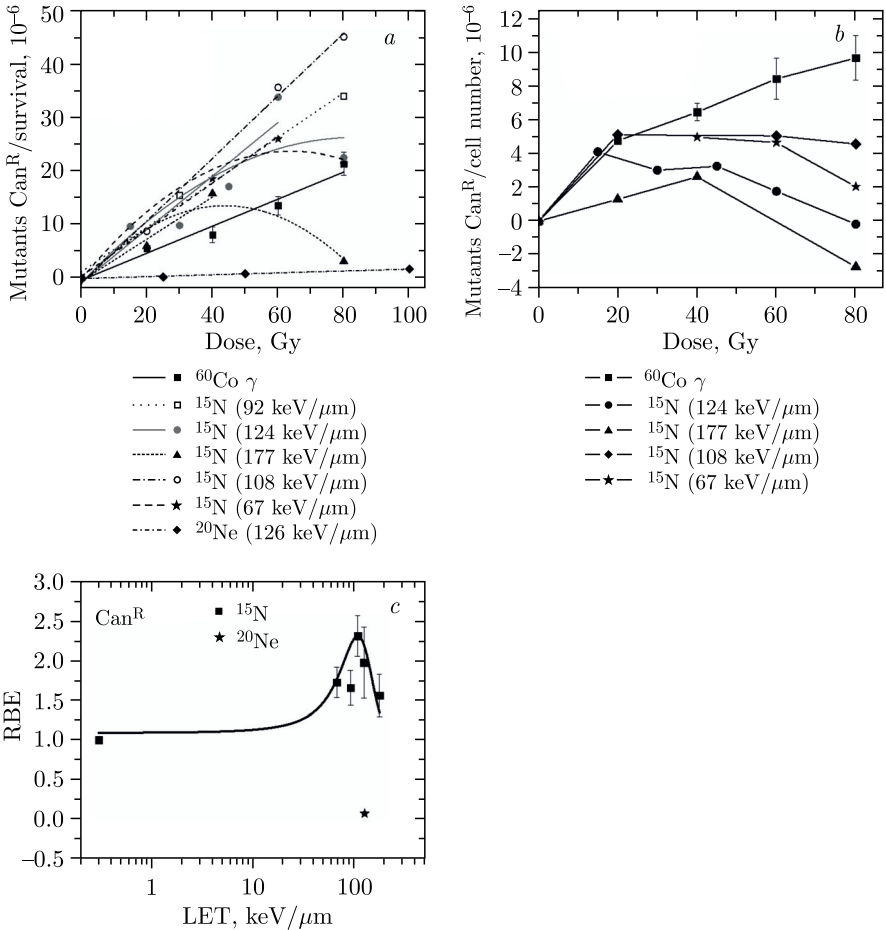 a
Mutants Can^R/survival, 10^−6
50
40
30
20
10
0
0 20 40 60 80 100
Dose, Gy
^60Co γ
^15N (92 keV/μm)
^15N (124 keV/μm)
^15N (177 keV/μm)
^15N (108 keV/μm)
^15N (67 keV/μm)
^20Ne (126 keV/μm)
b
Mutants Can^R/cell number, 10^−6
12
10
8
6
4
2
0
−2
−4
0 20 40 60 80
Dose, Gy
^60Co γ
^15N (124 keV/μm)
^15N (177 keV/μm)
^15N (108 keV/μm)
^15N (67 keV/μm)
c
Can^R
^15N
^20Ne
RBE
3.0
2.5
2.0
1.5
1.0
0.5
0.0
−0.5
1 10 100
LET, keV/μm